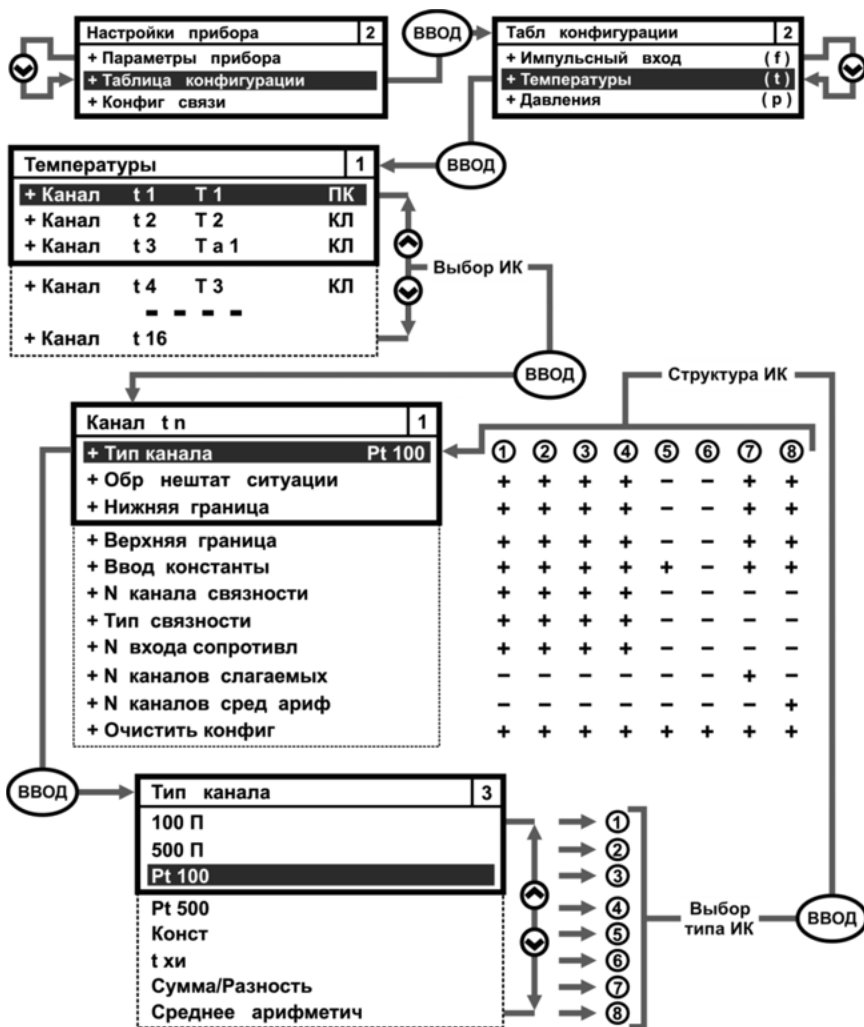 Настройки прибора 2
+ Параметры прибора
+ Таблица конфигурации
+ Конфиг связи
ВВОД
Табл конфигурации 2
+ Импульсный вход (f)
+ Температуры (t)
+ Давления (p)
ВВОД
Температуры 1
+ Канал t 1 T 1 ПК
+ Канал t 2 T 2 КЛ
+ Канал t 3 T a 1 КЛ
+ Канал t 4 T 3 КЛ
- - - -
+ Канал t 16
Выбор ИК
ВВОД
Структура ИК
Канал t n 1
+ Тип канала Pt 100 ① ② ③ ④ ⑤ ⑥ ⑦ ⑧
+ Обр нештат ситуации + + + + − − + +
+ Нижняя граница + + + + − − + +
+ Верхняя граница + + + + − − + +
+ Ввод константы + + + + + − + +
+ N канала связности + + + + − − − −
+ Тип связности + + + + − − − −
+ N входа сопротивл + + + + − − − −
+ N каналов слагаемых − − − − − − + −
+ N каналов сред ариф − − − − − − − +
+ Очистить конфиг + + + + + + + +
ВВОД
Тип канала 3
100 П ①
500 П ②
Pt 100 ③
Pt 500 ④
Конст ⑤
t хи ⑥
Сумма/Разность ⑦
Среднее арифметич ⑧
Выбор
типа ИК
ВВОД